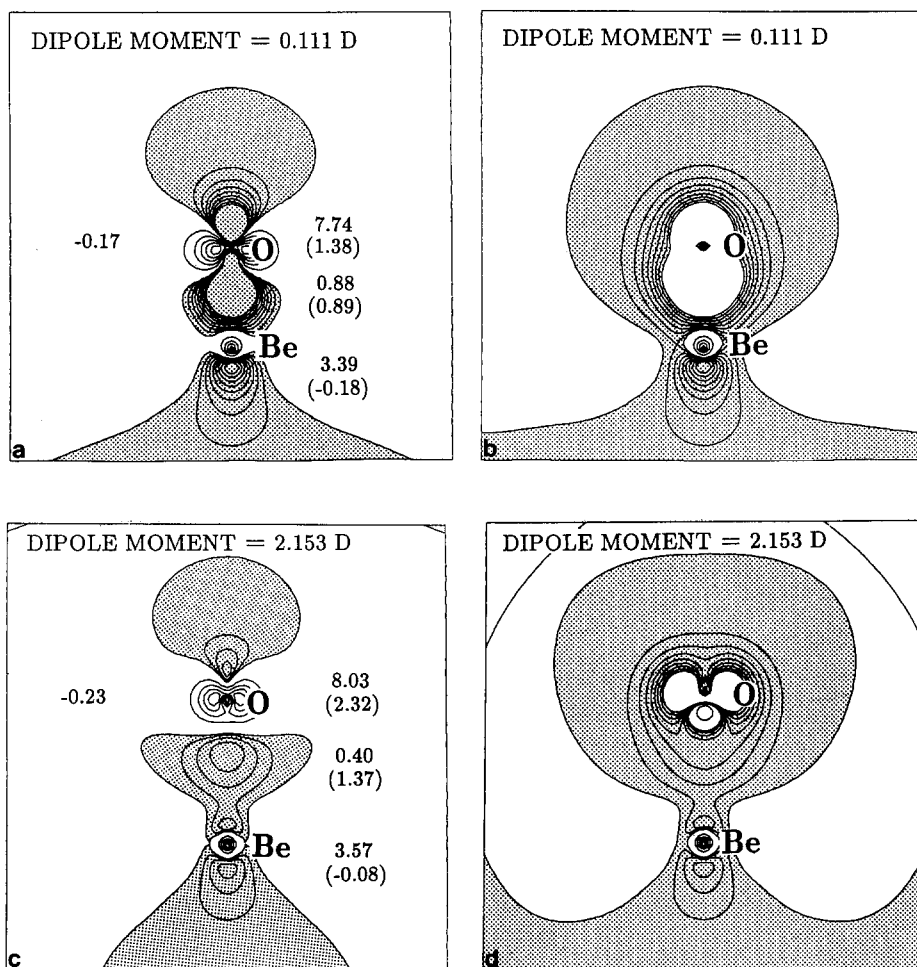 DIPOLE MOMENT = 0.111 D
-0.17
O
7.74
(1.38)
0.88
(0.89)
Be
3.39
(-0.18)
a
DIPOLE MOMENT = 0.111 D
O
Be
b
DIPOLE MOMENT = 2.153 D
-0.23
O
8.03
(2.32)
0.40
(1.37)
Be
3.57
(-0.08)
c
DIPOLE MOMENT = 2.153 D
O
Be
d